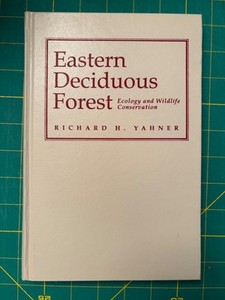 Eastern
Deciduous
Forest Ecology and Wildlife
Conservation
RICHARD H. YAHNER